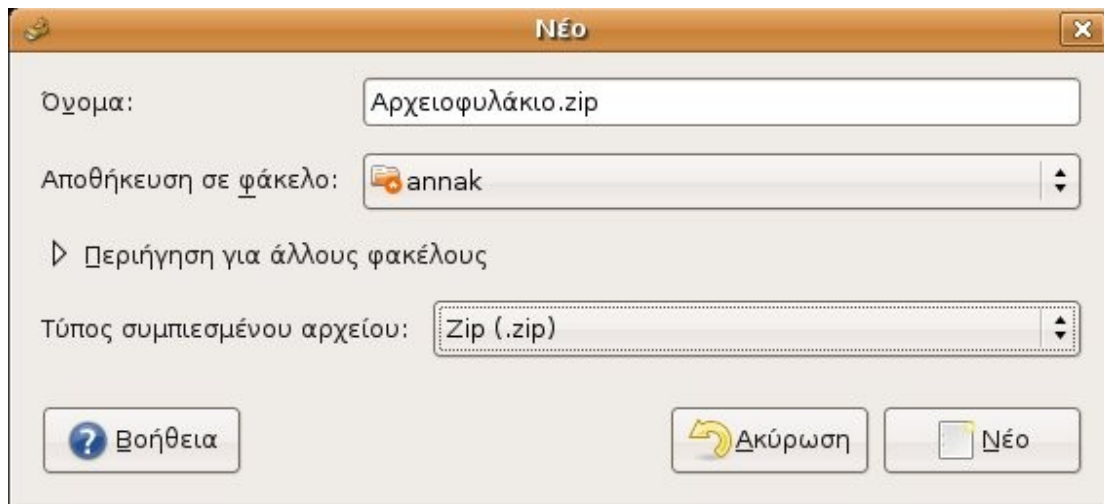 Νέο
Όνομα: Αρχειοφυλάκιο.zip
Αποθήκευση σε φάκελο: annak
Περιήγηση για άλλους φακέλους
Τύπος συμπιεσμένου αρχείου: Zip (.zip)
Βοήθεια Ακύρωση Νέο